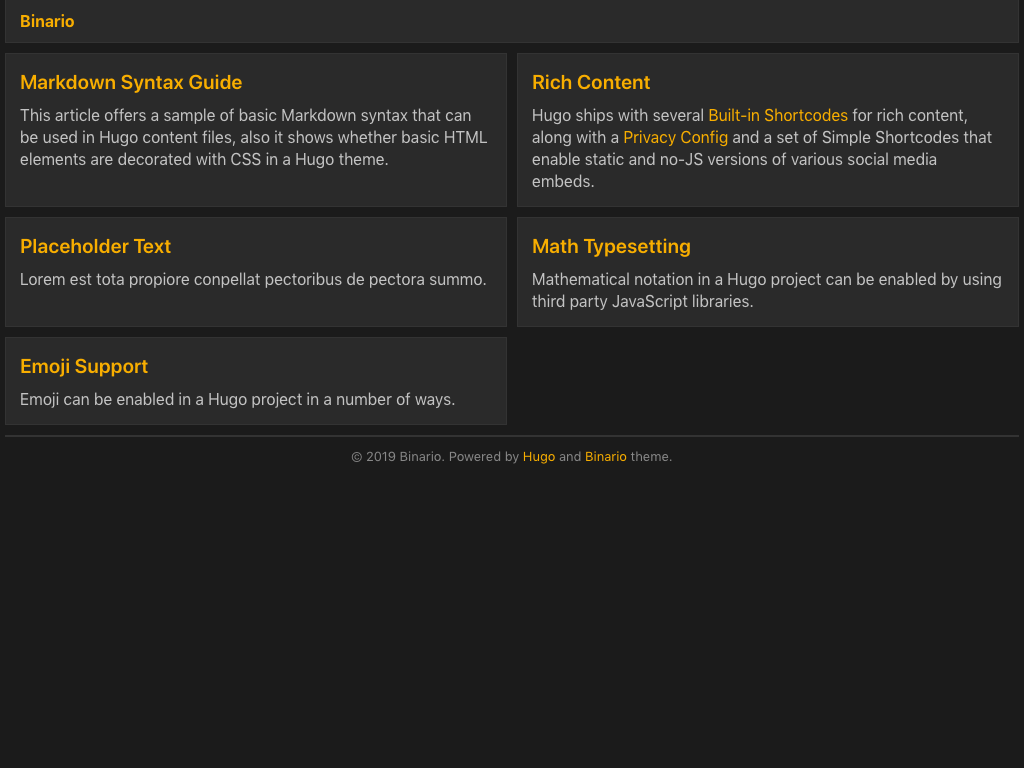 Binario
Markdown Syntax Guide
This article offers a sample of basic Markdown syntax that can
be used in Hugo content files, also it shows whether basic HTML
elements are decorated with CSS in a Hugo theme.
Rich Content
Hugo ships with several Built-in Shortcodes for rich content,
along with a Privacy Config and a set of Simple Shortcodes that
enable static and no-JS versions of various social media
embeds.
Placeholder Text
Lorem est tota propiore conpellat pectoribus de pectora summo.
Math Typesetting
Mathematical notation in a Hugo project can be enabled by using
third party JavaScript libraries.
Emoji Support
Emoji can be enabled in a Hugo project in a number of ways.
© 2019 Binario. Powered by Hugo and Binario theme.